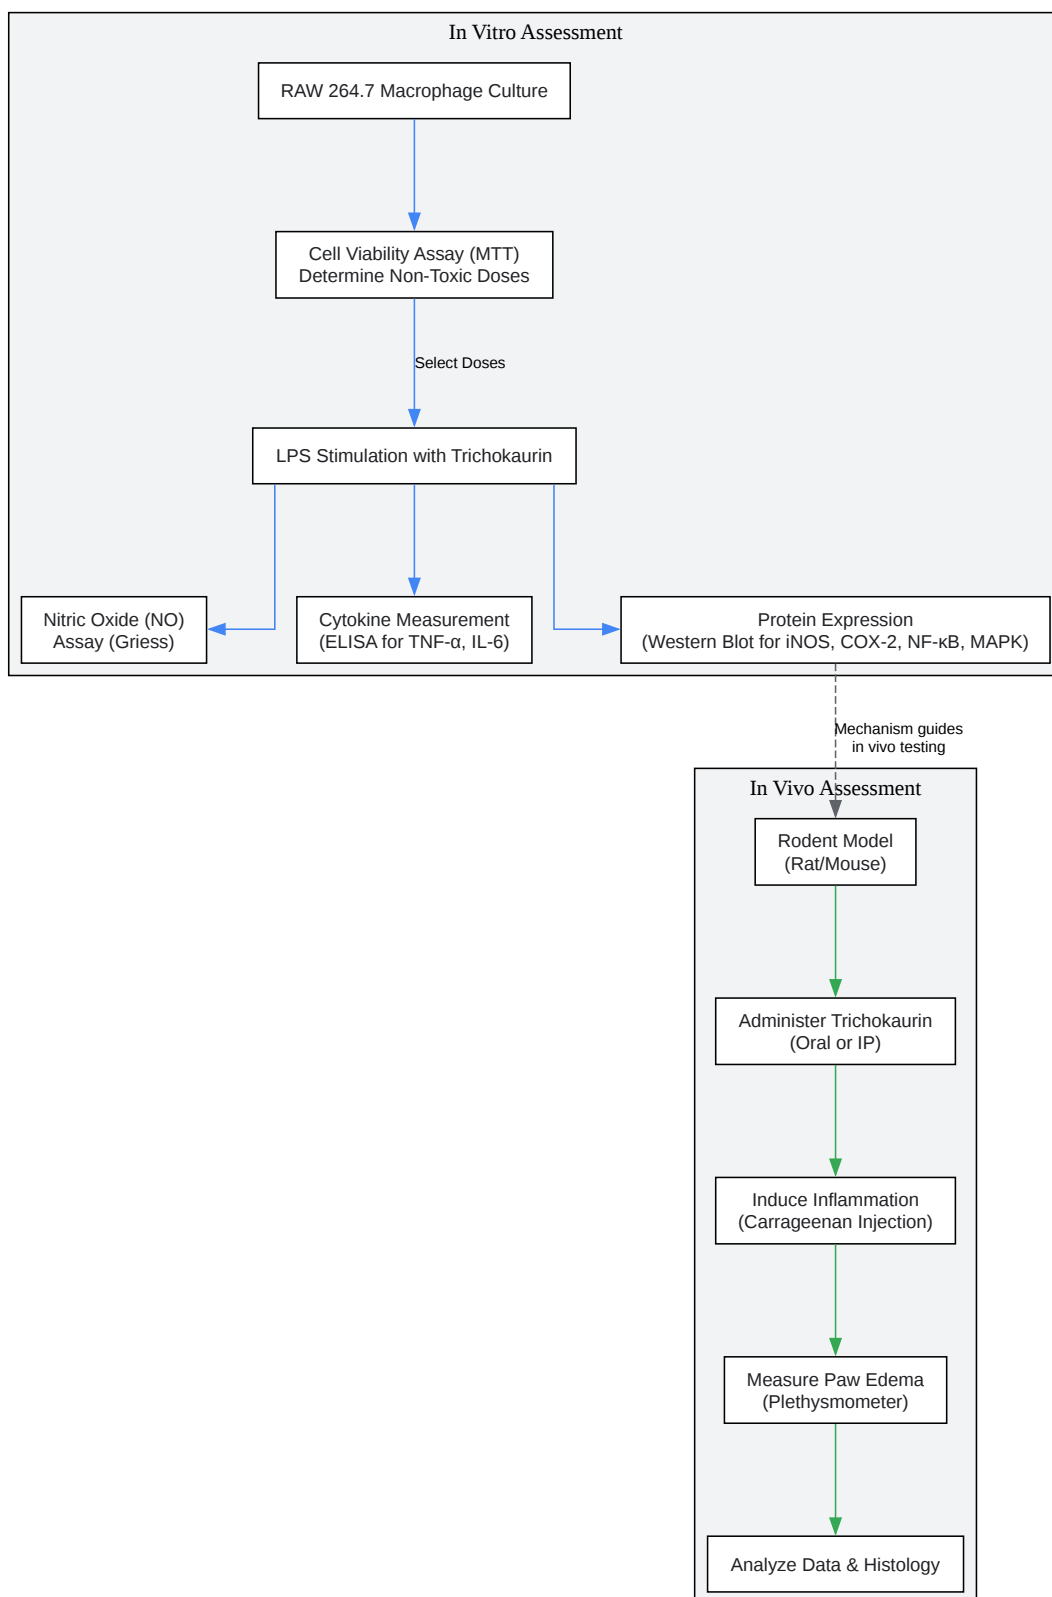 In Vitro Assessment
RAW 264.7 Macrophage Culture
Cell Viability Assay (MTT)
Determine Non-Toxic Doses
Select Doses
LPS Stimulation with Trichokaurin
Nitric Oxide (NO)
Assay (Griess)
Cytokine Measurement
(ELISA for TNF-α, IL-6)
Protein Expression
(Western Blot for iNOS, COX-2, NF-κB, MAPK)
Mechanism guides
in vivo testing
In Vivo Assessment
Rodent Model
(Rat/Mouse)
Administer Trichokaurin
(Oral or IP)
Induce Inflammation
(Carrageenan Injection)
Measure Paw Edema
(Plethysmometer)
Analyze Data & Histology